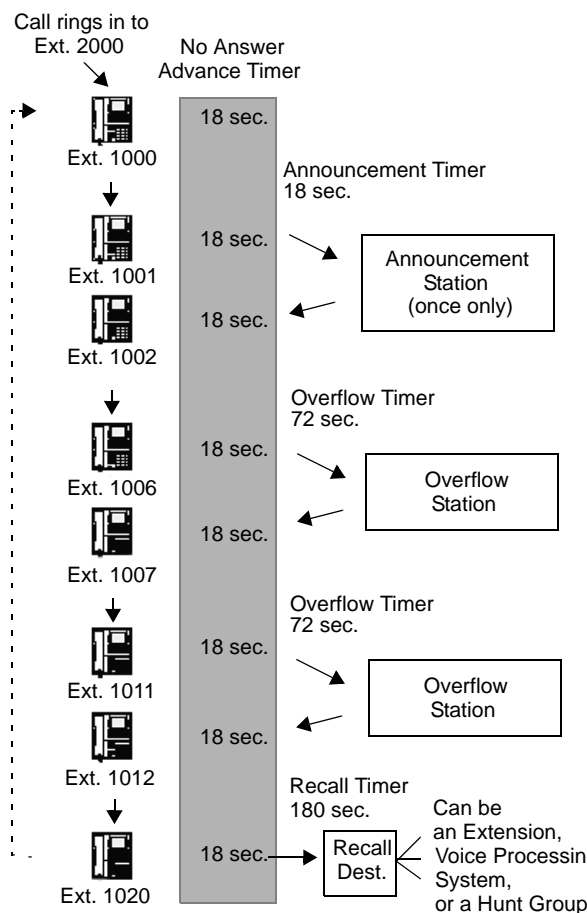 Call rings in to
Ext. 2000
No Answer
Advance Timer
18 sec.
Ext. 1000
Announcement Timer
18 sec.
18 sec.
Ext. 1001
Announcement
Station
(once only)
18 sec.
Ext. 1002
Overflow Timer
72 sec.
18 sec.
Ext. 1006
Overflow
Station
18 sec.
Ext. 1007
Overflow Timer
72 sec.
18 sec.
Ext. 1011
Overflow
Station
18 sec.
Ext. 1012
Recall Timer
180 sec.
18 sec.
Ext. 1020
Recall
Dest.
Can be
an Extension,
Voice Processin
System,
or a Hunt Group